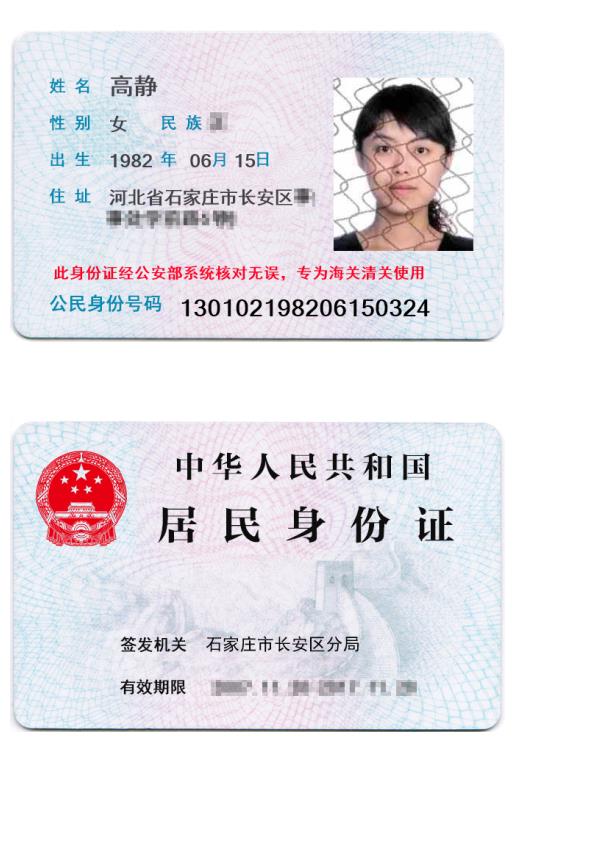 姓名 高静
性别 女 民族
出生 1982 年 06月 15日
住址 河北省石家庄市长安区
此身份证经公安部系统核对无误，专为海关清关使用
公民身份号码 130102198206150324
中华人民共和国
居民身份证
签发机关 石家庄市长安区分局
有效期限